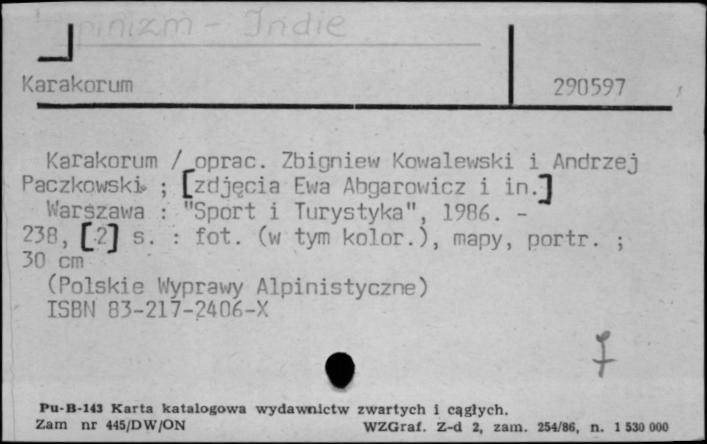 Alpinizm - Indie
Karakorum 290597
Karakorum / oprac. Zbigniew Kowalewski i Andrzej
Paczkowski ; [zdjęcia Ewa Abgarowicz i in.]
Warszawa : "Sport i Turystyka", 1986. -
238, [2] s. : fot. (w tym kolor.), mapy, portr. ;
30 cm
(Polskie Wyprawy Alpinistyczne)
ISBN 83-217-2406-X
Pu-B-143 Karta katalogowa wydawnictw zwartych i ciągłych.
Zam nr 445/DW/ON WZGraf. Z-d 2, zam. 254/86, n. 1 530 000